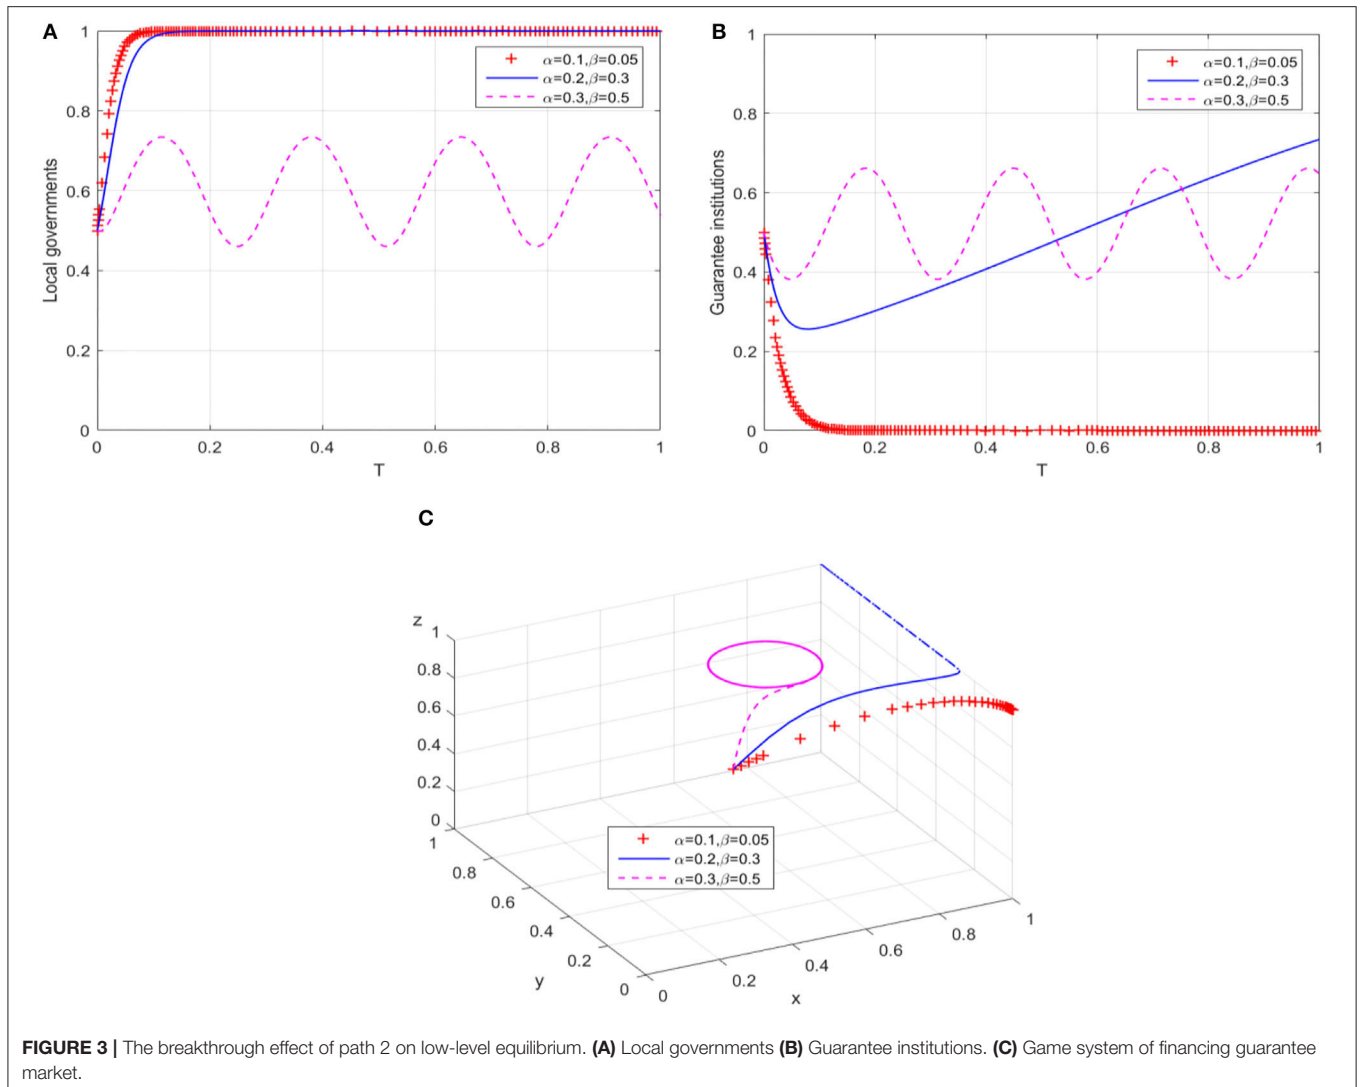 A
1
0.8
0.6
0.4
0.2
0
Local governments
0
0.2
0.4
0.6
0.8
1
T
α=0.1,β=0.05
α=0.2,β=0.3
α=0.3,β=0.5
B
1
0.8
0.6
0.4
0.2
0
Guarantee institutions
0
0.2
0.4
0.6
0.8
1
T
α=0.1,β=0.05
α=0.2,β=0.3
α=0.3,β=0.5
C
z
1
0.8
0.6
0.4
0.2
0
1
0.8
0.6
0.4
0.2
0
y
0
0.2
0.4
0.6
0.8
1
x
α=0.1,β=0.05
α=0.2,β=0.3
α=0.3,β=0.5
FIGURE 3 | The breakthrough effect of path 2 on low-level equilibrium. (A) Local governments (B) Guarantee institutions. (C) Game system of financing guarantee
market.